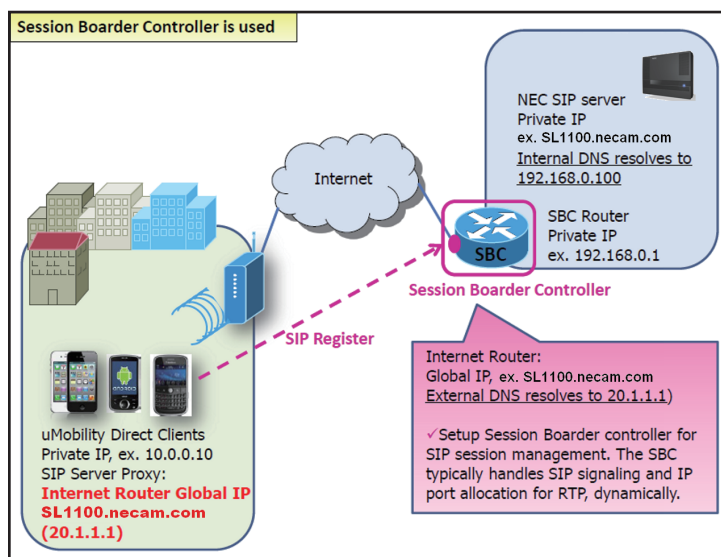 Session Boarder Controller is used
NEC SIP server
Private IP
ex. SL1100.necam.com
Internal DNS resolves to
192.168.0.100
SBC Router
Private IP
ex. 192.168.0.1
Internet
SBC
Session Boarder Controller
SIP Register
uMobility Direct Clients
Private IP, ex. 10.0.0.10
SIP Server Proxy:
Internet Router Global IP
SL1100.necam.com
(20.1.1.1)
Internet Router:
Global IP, ex. SL1100.necam.com
External DNS resolves to 20.1.1.1)
✓Setup Session Boarder controller for
SIP session management. The SBC
typically handles SIP signaling and IP
port allocation for RTP, dynamically.